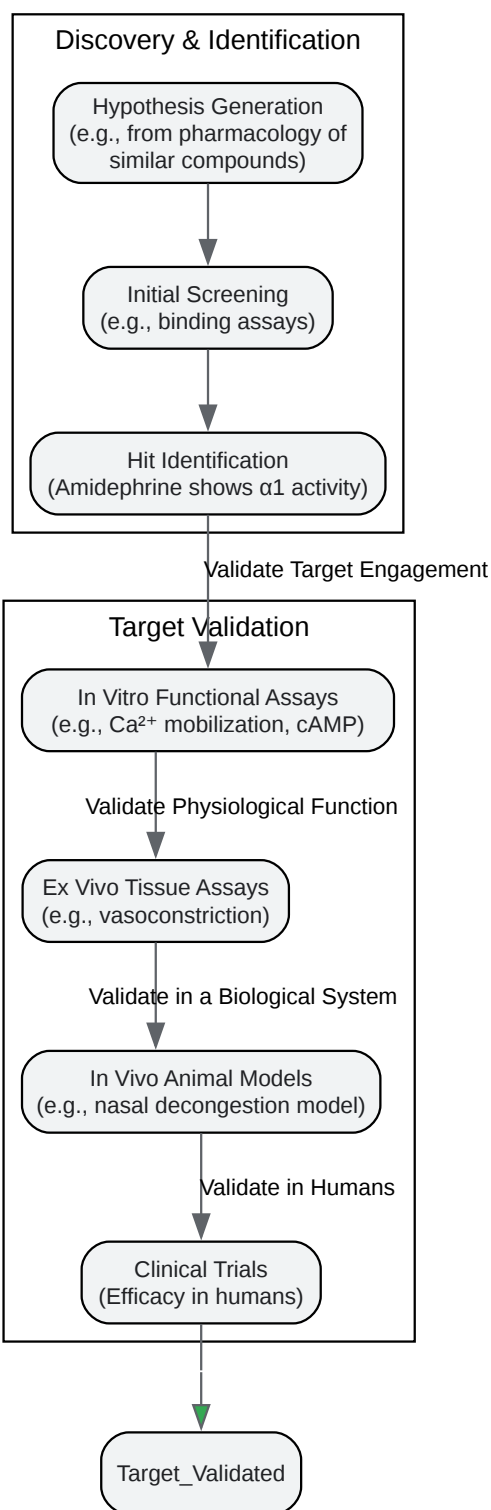 Discovery & Identification
Hypothesis Generation
(e.g., from pharmacology of
similar compounds)
Initial Screening
(e.g., binding assays)
Hit Identification
(Amidephrine shows α1 activity)
Validate Target Engagement
Target Validation
In Vitro Functional Assays
(e.g., Ca²⁺ mobilization, cAMP)
Validate Physiological Function
Ex Vivo Tissue Assays
(e.g., vasoconstriction)
Validate in a Biological System
In Vivo Animal Models
(e.g., nasal decongestion model)
Validate in Humans
Clinical Trials
(Efficacy in humans)
Target_Validated